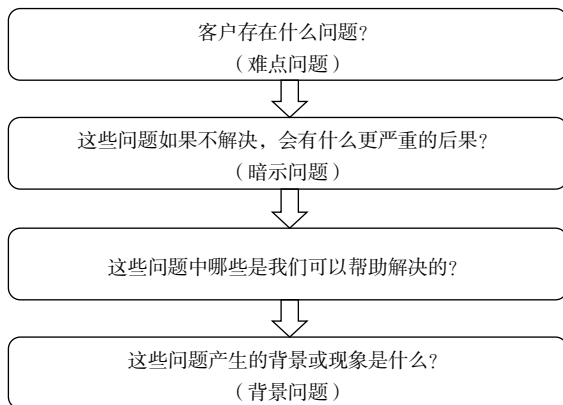 客户存在什么问题?
（难点问题）
这些问题如果不解决，会有什么更严重的后果?
（暗示问题）
这些问题中哪些是我们可以帮助解决的?
这些问题产生的背景或现象是什么?
（背景问题）